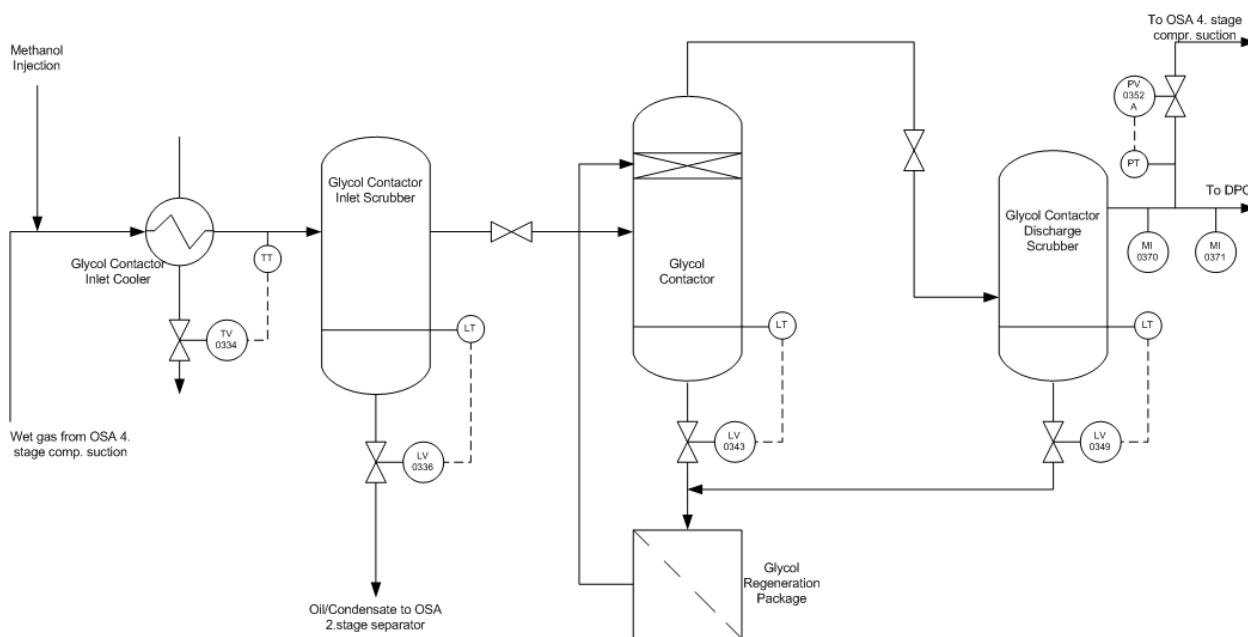 To OSA 4. stage
compr. suction
Methanol
Injection
PV
0352
A
PT
Glycol Contactor
Inlet Scrubber
To DPC
Glycol Contactor
Discharge
Scrubber
Glycol Contactor
Inlet Cooler
TT
Glycol
Contactor
MI
0370
MI
0371
TV
0334
LT
LT
LT
Wet gas from OSA 4.
stage comp. suction
LV
0336
LV
0343
LV
0349
Glycol
Regeneration
Package
Oil/Condensate to OSA
2.stage separator